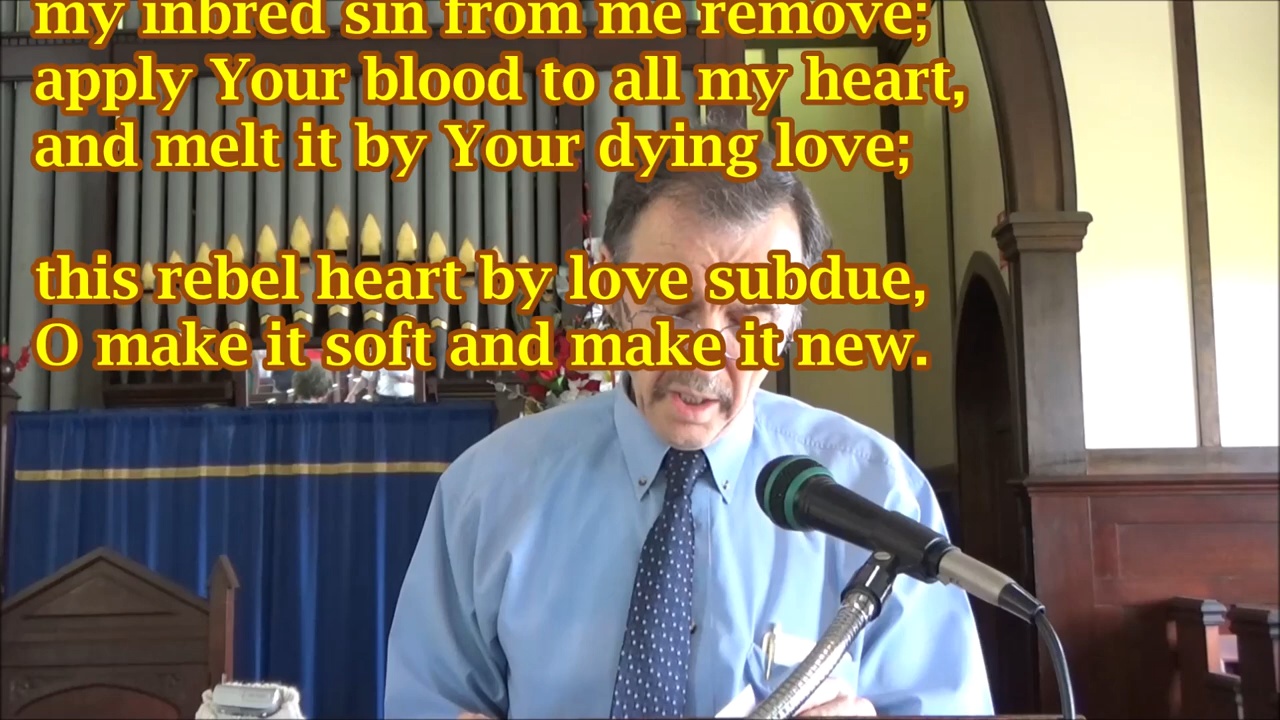 my inbred sin from me remove;
apply Your blood to all my heart,
and melt it by Your dying love;
this rebel heart by love subdue,
O make it soft and make it new.